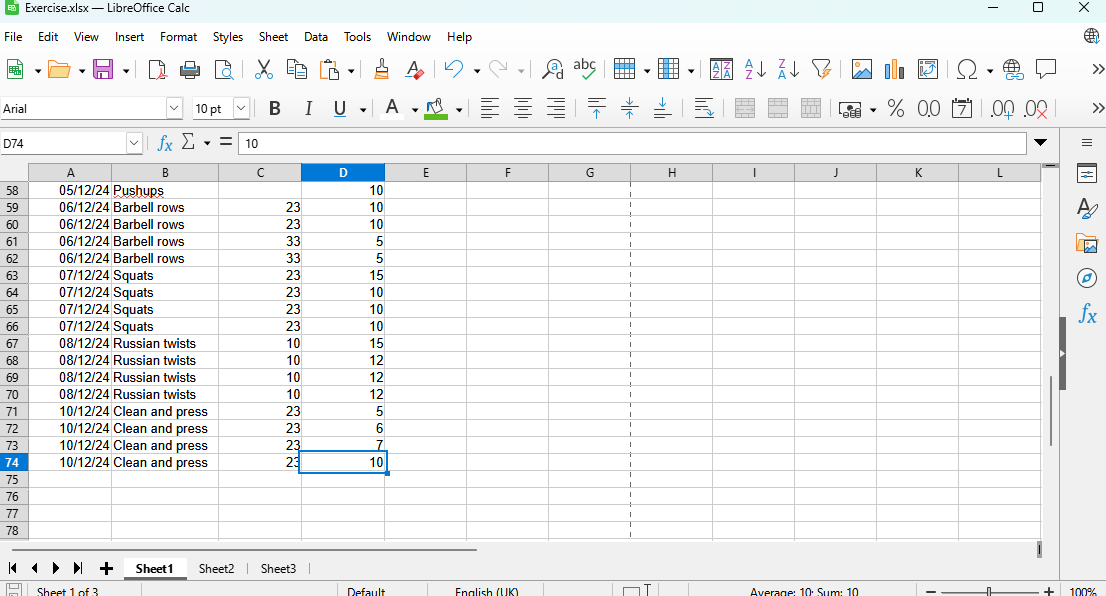 Exercise.xlsx — LibreOffice Calc
File Edit View Insert Format Styles Sheet Data Tools Window Help
Arial 10 pt B I U A % 0.0 7 .00 .00
D74 fx Σ = 10
A B C D E F G H I J K L
58 05/12/24 Pushups 10
59 06/12/24 Barbell rows 23 10
60 06/12/24 Barbell rows 23 10
61 06/12/24 Barbell rows 33 5
62 06/12/24 Barbell rows 33 5
63 07/12/24 Squats 23 15
64 07/12/24 Squats 23 10
65 07/12/24 Squats 23 10
66 07/12/24 Squats 23 10
67 08/12/24 Russian twists 10 15
68 08/12/24 Russian twists 10 12
69 08/12/24 Russian twists 10 12
70 08/12/24 Russian twists 10 12
71 10/12/24 Clean and press 23 5
72 10/12/24 Clean and press 23 6
73 10/12/24 Clean and press 23 7
74 10/12/24 Clean and press 23 10
75
76
77
78
Sheet1 Sheet2 Sheet3
Sheet 1 of 3 Default English (UK) Average: 10; Sum: 10 100%